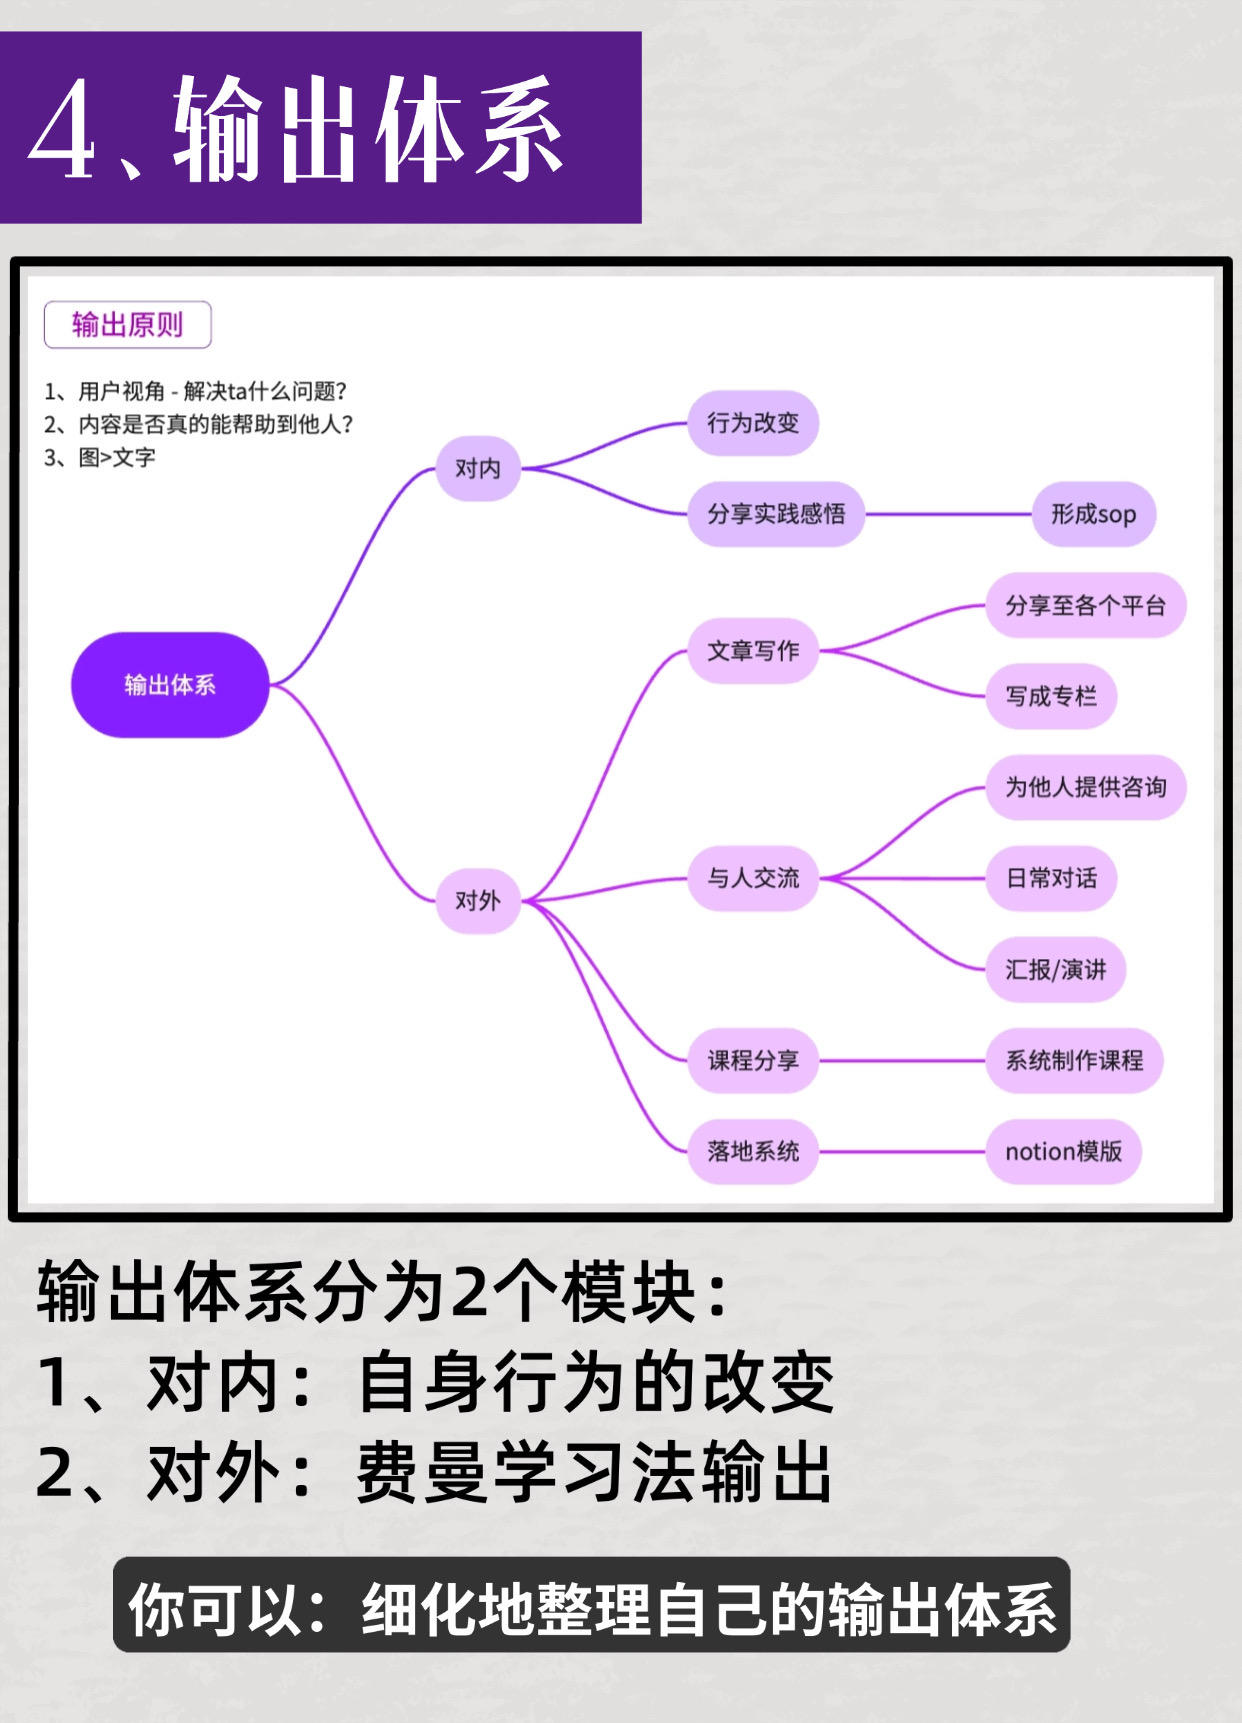 4、输出体系
输出原则
1、用户视角 - 解决ta什么问题?
2、内容是否真的能帮助到他人?
3、图>文字
输出体系
对内
行为改变
分享实践感悟
形成sop
对外
文章写作
分享至各个平台
写成专栏
与人交流
为他人提供咨询
日常对话
汇报/演讲
课程分享
系统制作课程
落地系统
notion模版
输出体系分为2个模块：
1、对内：自身行为的改变
2、对外：费曼学习法输出
你可以：细化地整理自己的输出体系